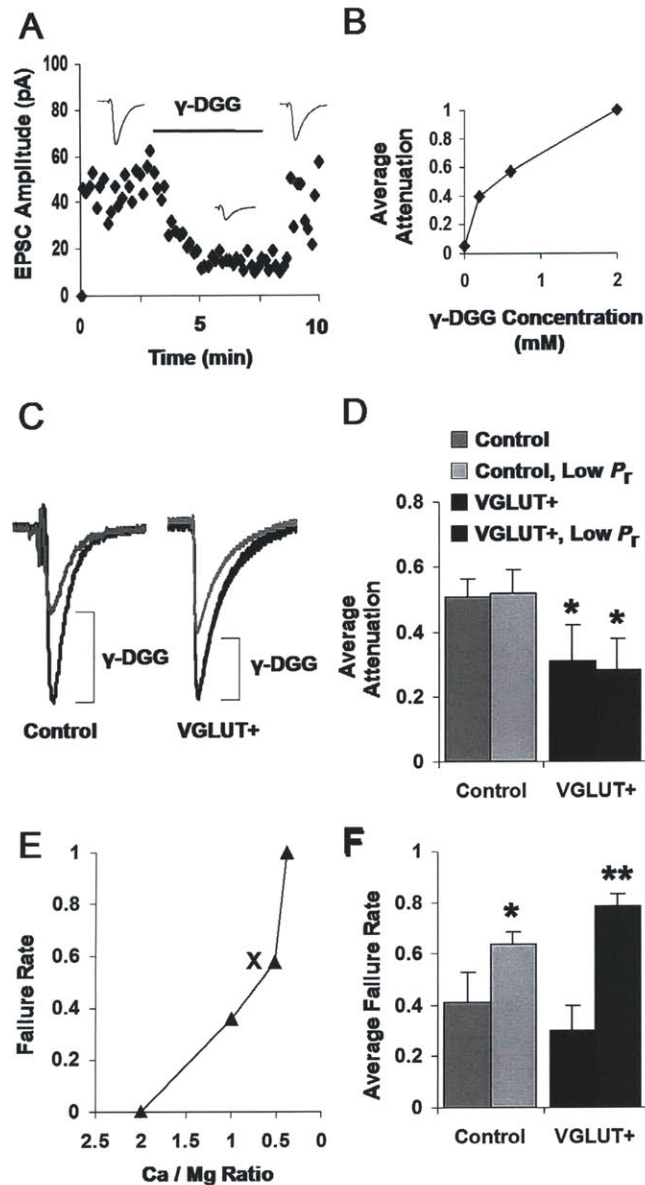 A
EPSC Amplitude (pA)
100
80
60
40
20
0
γ-DGG
0
5
10
Time (min)
B
Average
Attenuation
1
0.8
0.6
0.4
0.2
0
0
1
2
γ-DGG Concentration
(mM)
C
γ-DGG
γ-DGG
Control
VGLUT+
D
Control
Control, Low Pr
VGLUT+
VGLUT+, Low Pr
Average
Attenuation
0.8
0.6
0.4
0.2
0
*
*
Control
VGLUT+
E
Failure Rate
1
0.8
0.6
0.4
0.2
0
X
2.5
2
1.5
1
0.5
0
Ca / Mg Ratio
F
Average Failure Rate
1
0.8
0.6
0.4
0.2
0
*
**
Control
VGLUT+